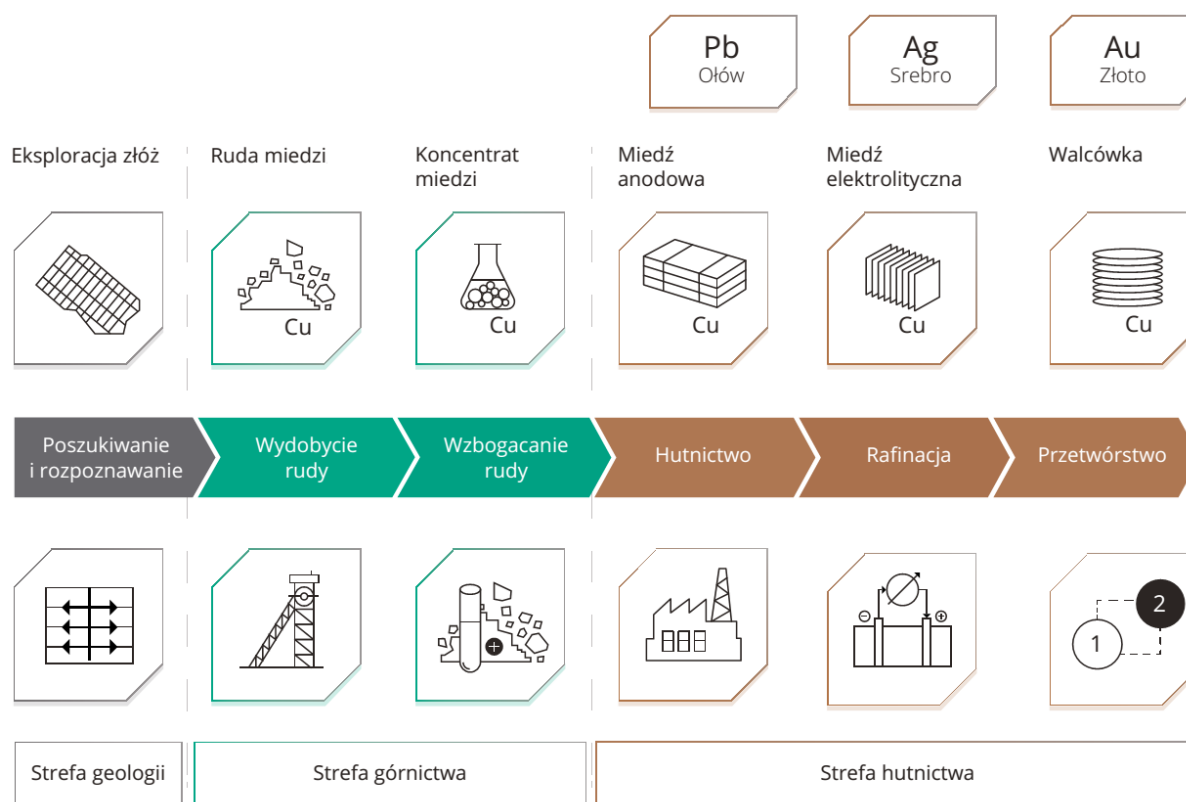 Pb
Ołów
Ag
Srebro
Au
Złoto
Eksploracja złóż
Ruda miedzi
Koncentrat
miedzi
Miedź
anodowa
Miedź
elektrolityczna
Walcówka
Cu
Cu
Cu
Cu
Cu
Poszukiwanie
i rozpoznawanie
Wydobycie
rudy
Wzbogacanie
rudy
Hutnictwo
Rafinacja
Przetwórstwo
+
−
+
1
2
Strefa geologii
Strefa górnictwa
Strefa hutnictwa